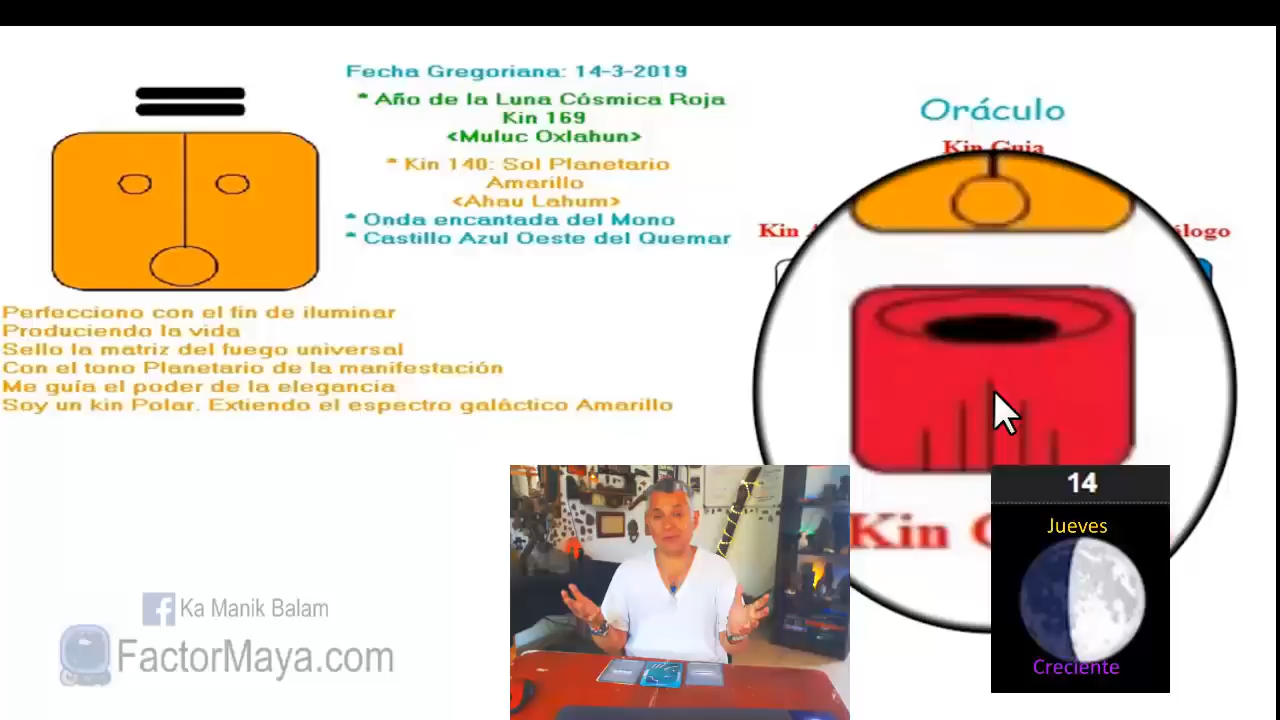 Fecha Gregoriana: 14-3-2019
* Año de la Luna Cósmica Roja
Kin 169
<Muluc Oxlahun>
* Kin 140: Sol Planetario
Amarillo
<Ahau Lahum>
* Onda encantada del Mono
* Castillo Azul Oeste del Quemar
Perfecciono con el fin de iluminar
Produciendo la vida
Sello la matriz del fuego universal
Con el tono Planetario de la manifestación
Me guía el poder de la elegancia
Soy un kin Polar. Extiendo el espectro galáctico Amarillo
Oráculo
Kin Guia
Kin
Kin
14
Jueves
Creciente
Ka Manik Balam
FactorMaya.com